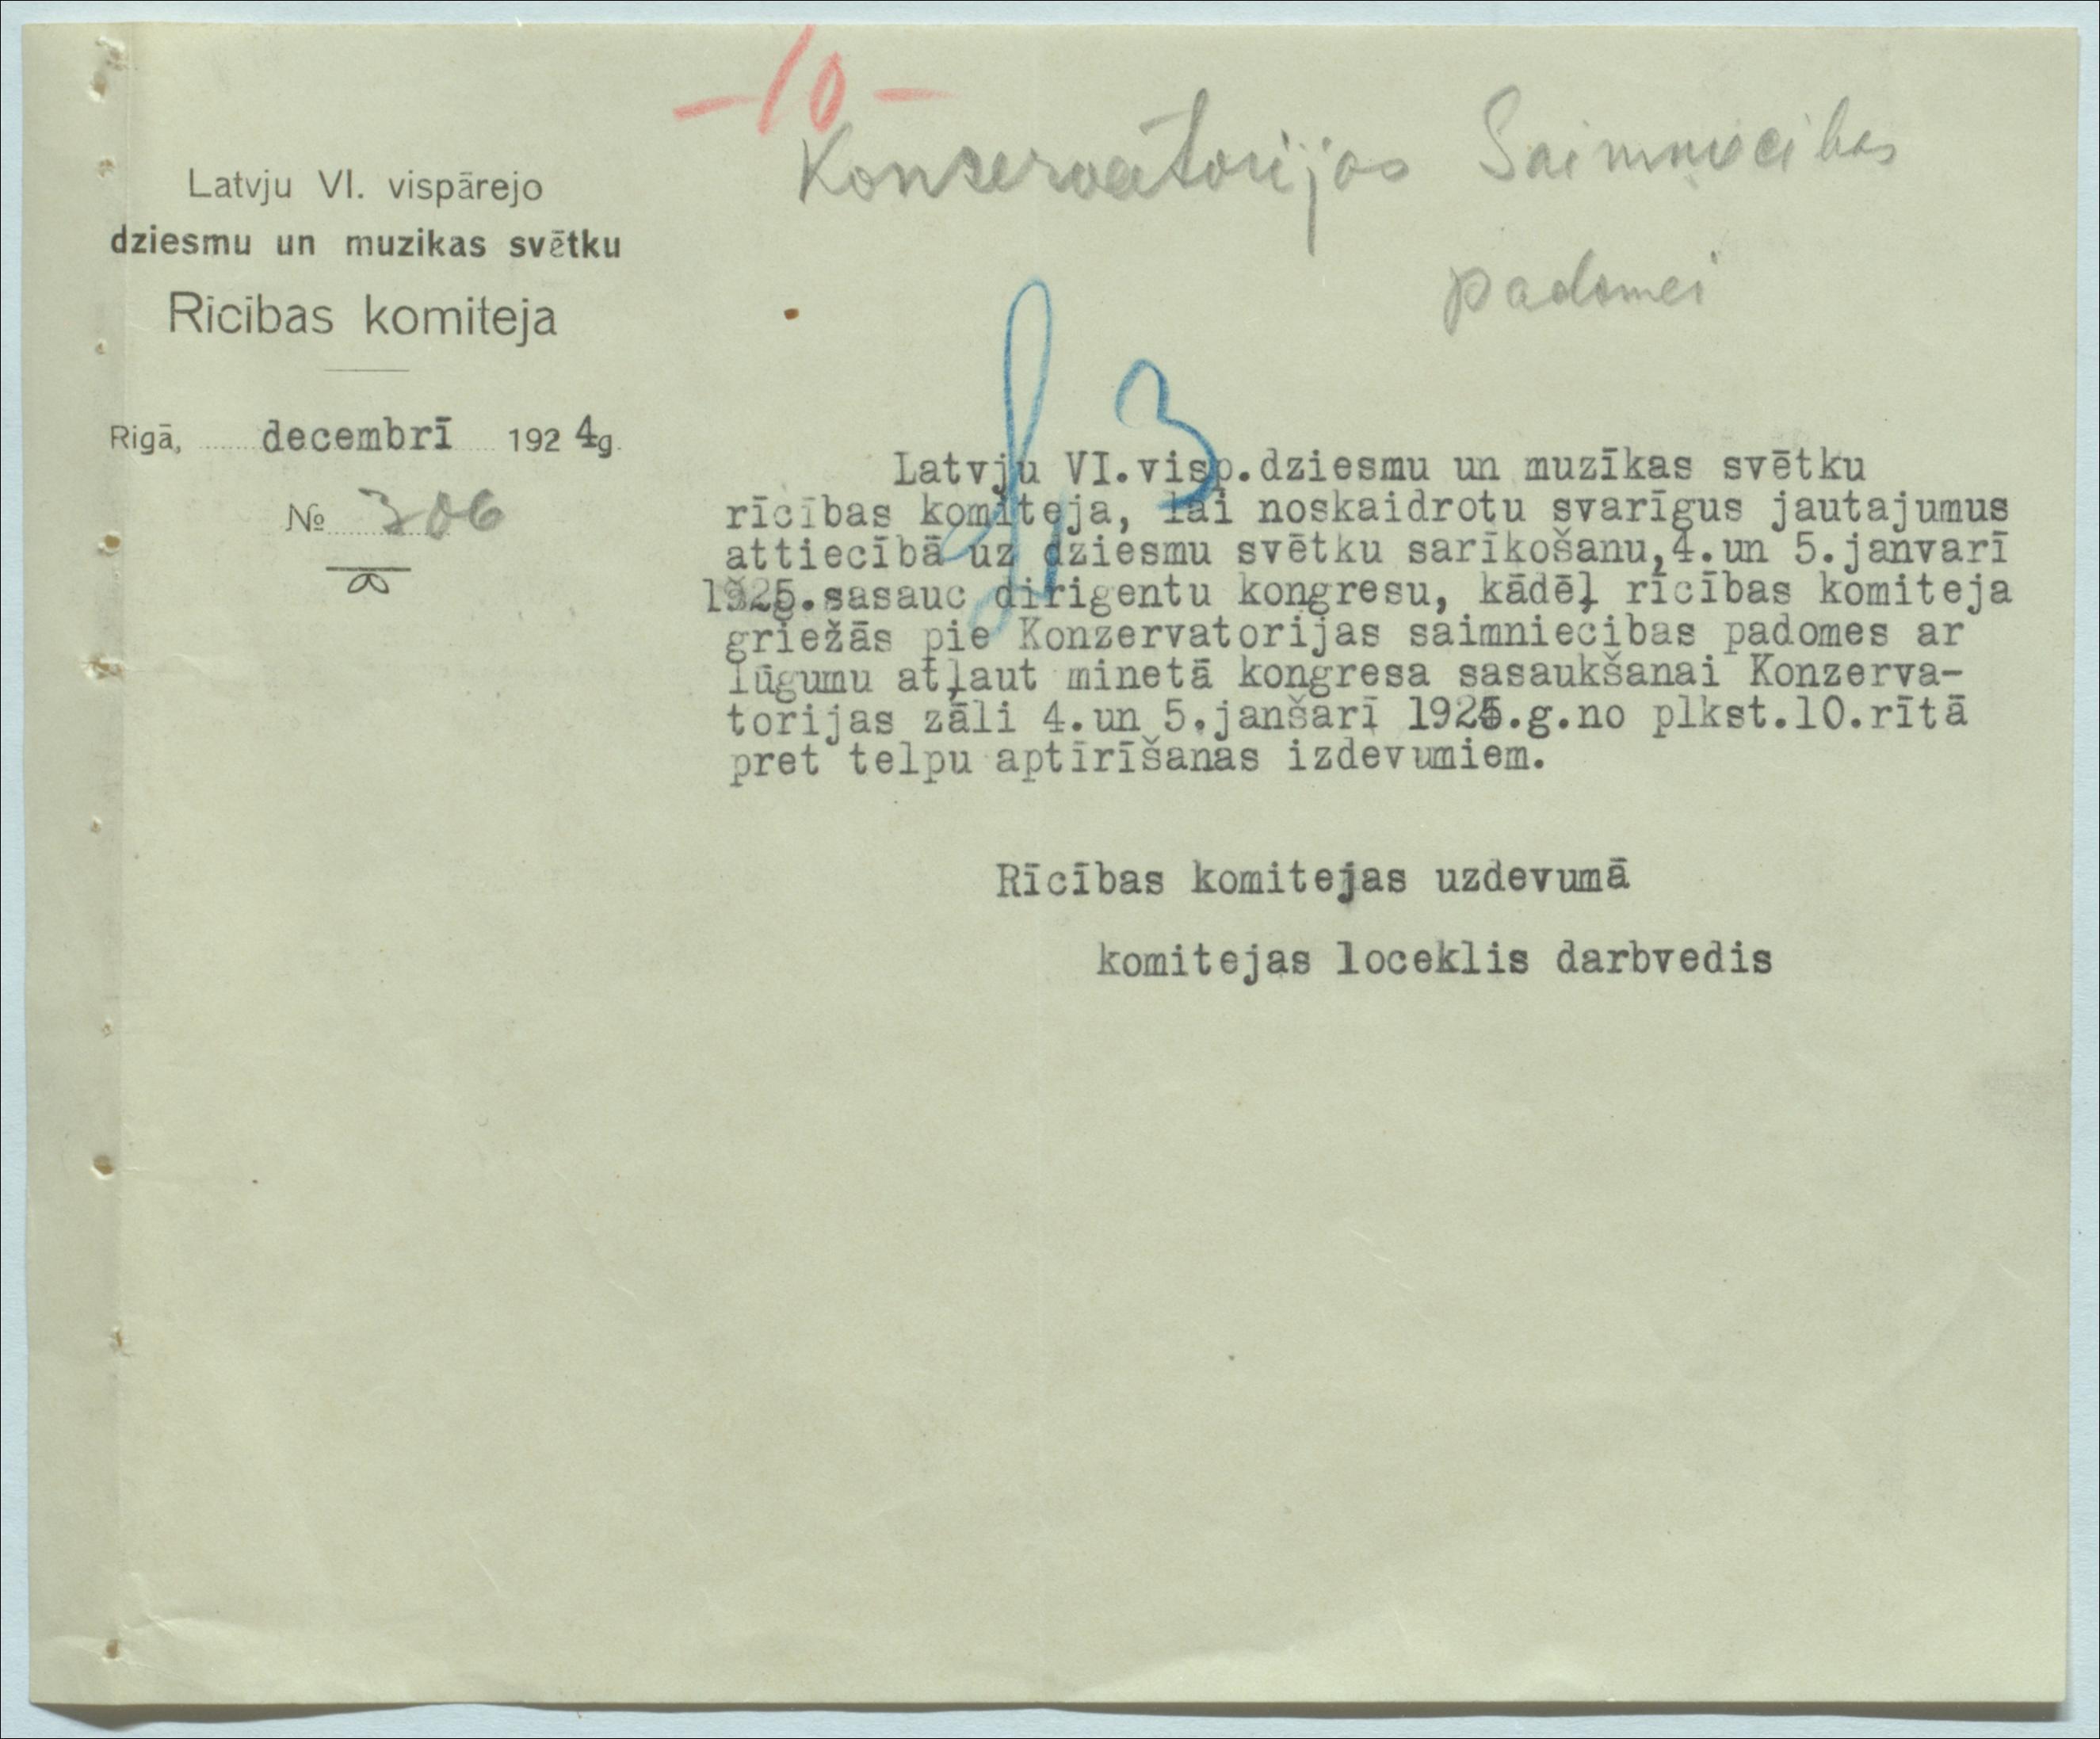 -10-
Konzervatorijas Saimniecibas
padomei
Latvju VI. vispārejo
dziesmu un muzikas svētku
Rīcības komiteja
Rigā, decembrī 1924g.
№ 306
Latvju VI.visp.dziesmu un muzīkas svētku
rīcības komiteja, lai noskaidrotu svarīgus jautajumus
attiecībā uz dziesmu svētku sarīkošanu,4.un 5.janvarī
1925.sasauc dirigentu kongresu, kādēļ rīcības komiteja
griežās pie Konzervatorijas saimniecibas padomes ar
lūgumu atļaut minetā kongresa sasaukšanai Konzerva-
torijas zāli 4.un 5.janšarī 1925.g.no plkst.10.rītā
pret telpu aptīrīšanas izdevumiem.
Rīcības komitejas uzdevumā
komitejas loceklis darbvedis